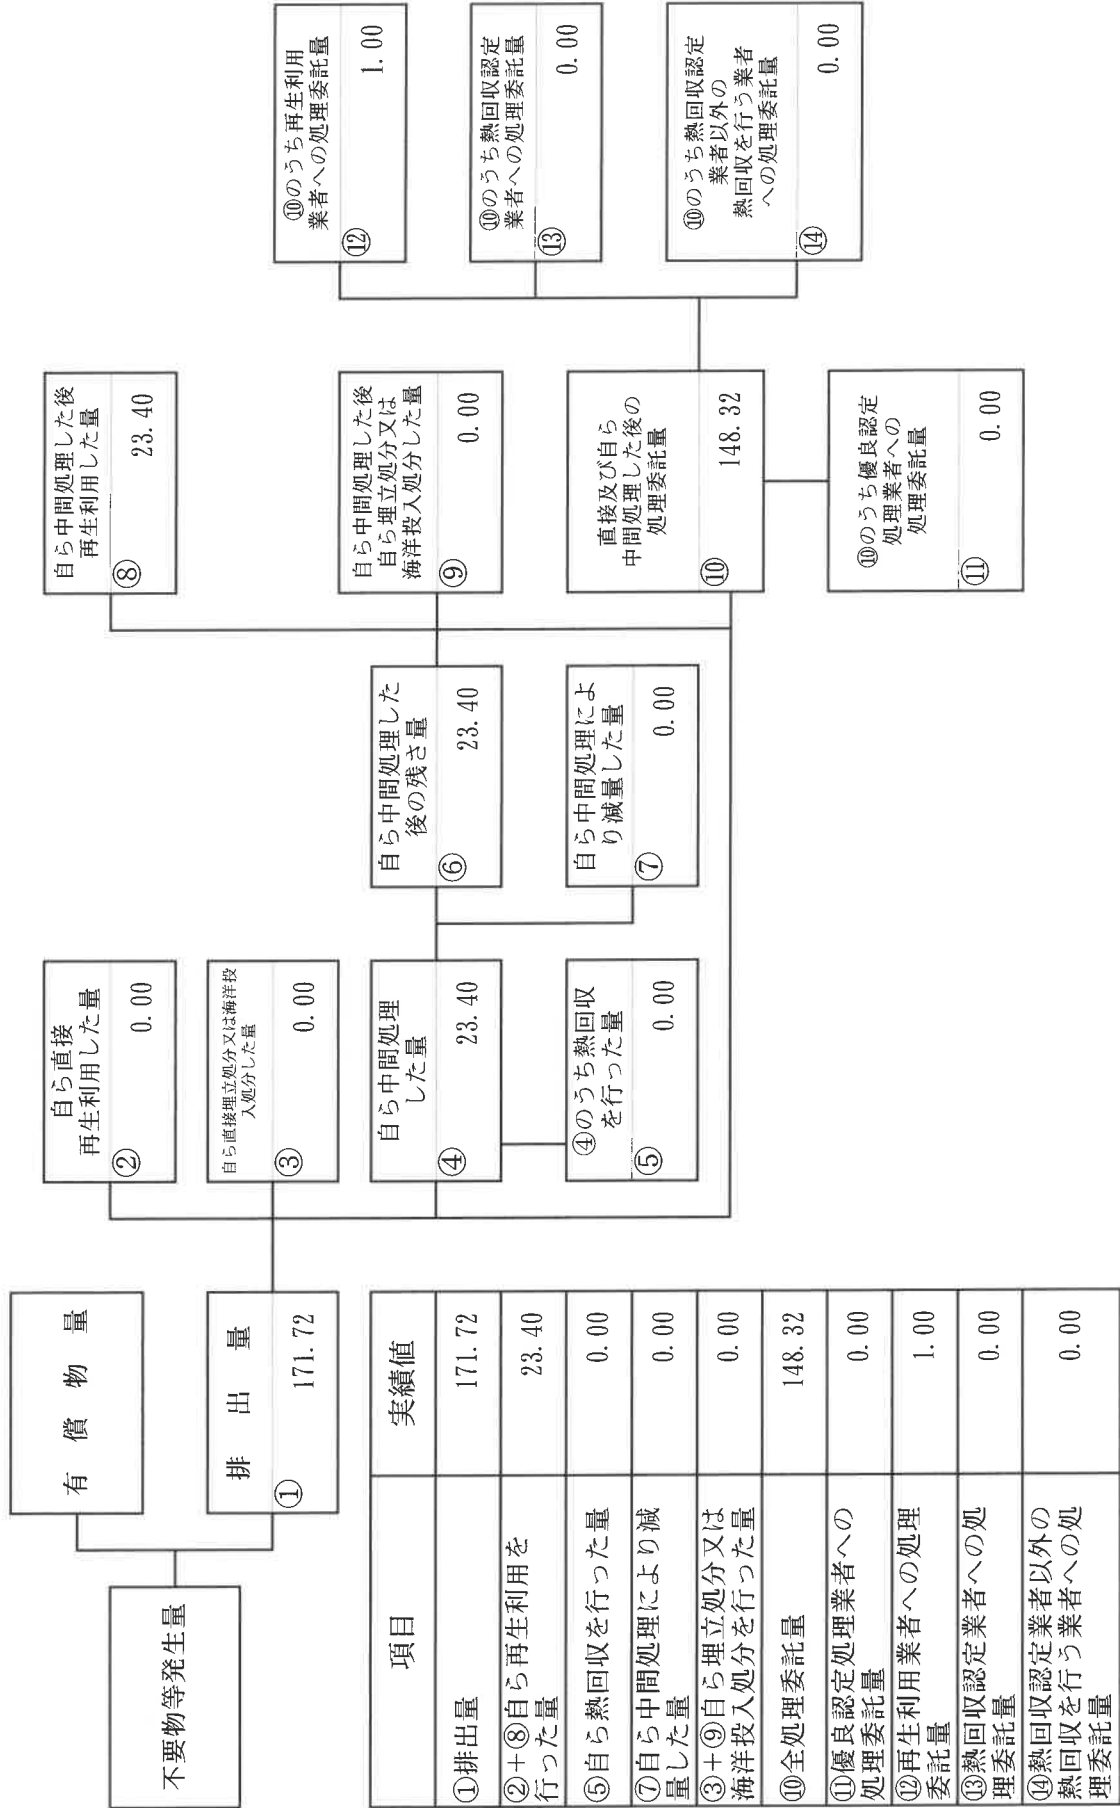 不要物等発生量
有償物量
排出量
①
171.72
自ら直接
再生利用した量
②
0.00
自ら直接埋立処分又は海洋投
入処分した量
③
0.00
自ら中間処理
した量
④
23.40
④のうち熱回収
を行った量
⑤
0.00
自ら中間処理した
後の残さ量
⑥
23.40
自ら中間処理によ
り減量した量
⑦
0.00
自ら中間処理した後
再生利用した量
⑧
23.40
自ら中間処理した後
自ら埋立処分又は
海洋投入処分した量
⑨
0.00
直接及び自ら
中間処理した後の
処理委託量
⑩
148.32
⑩のうち優良認定
処理業者への
処理委託量
⑪
0.00
⑩のうち再生利用
業者への処理委託量
⑫
1.00
⑩のうち熱回収認定
業者への処理委託量
⑬
0.00
⑩のうち熱回収認定
業者以外の
熱回収を行う業者
への処理委託量
⑭
0.00
項目 実績値
①排出量 171.72
②＋⑧自ら再生利用を
行った量 23.40
⑤自ら熱回収を行った量 0.00
⑦自ら中間処理により減
量した量 0.00
③＋⑨自ら埋立処分又は
海洋投入処分を行った量 0.00
⑩全処理委託量 148.32
⑪優良認定処理業者への
処理委託量 0.00
⑫再生利用業者への処理
委託量 1.00
⑬熱回収認定業者への処
理委託量 0.00
⑭熱回収認定業者以外の
熱回収を行う業者への処
理委託量 0.00